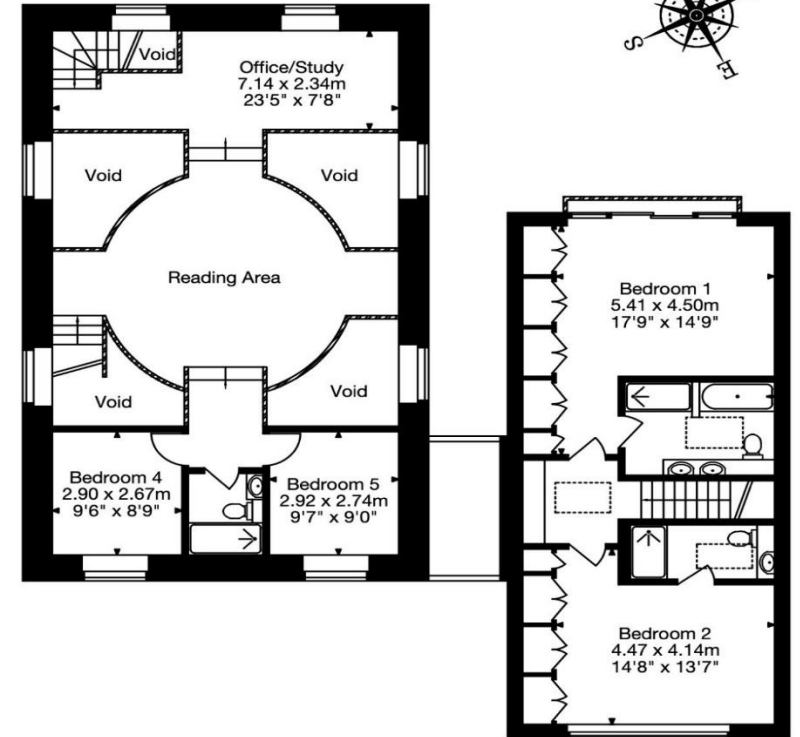 S
E
Void
Office/Study
7.14 x 2.34m
23'5" x 7'8"
Void
Void
Reading Area
Void
Void
Bedroom 4
2.90 x 2.67m
9'6" x 8'9"
Bedroom 5
2.92 x 2.74m
9'7" x 9'0"
Bedroom 1
5.41 x 4.50m
17'9" x 14'9"
Bedroom 2
4.47 x 4.14m
14'8" x 13'7"